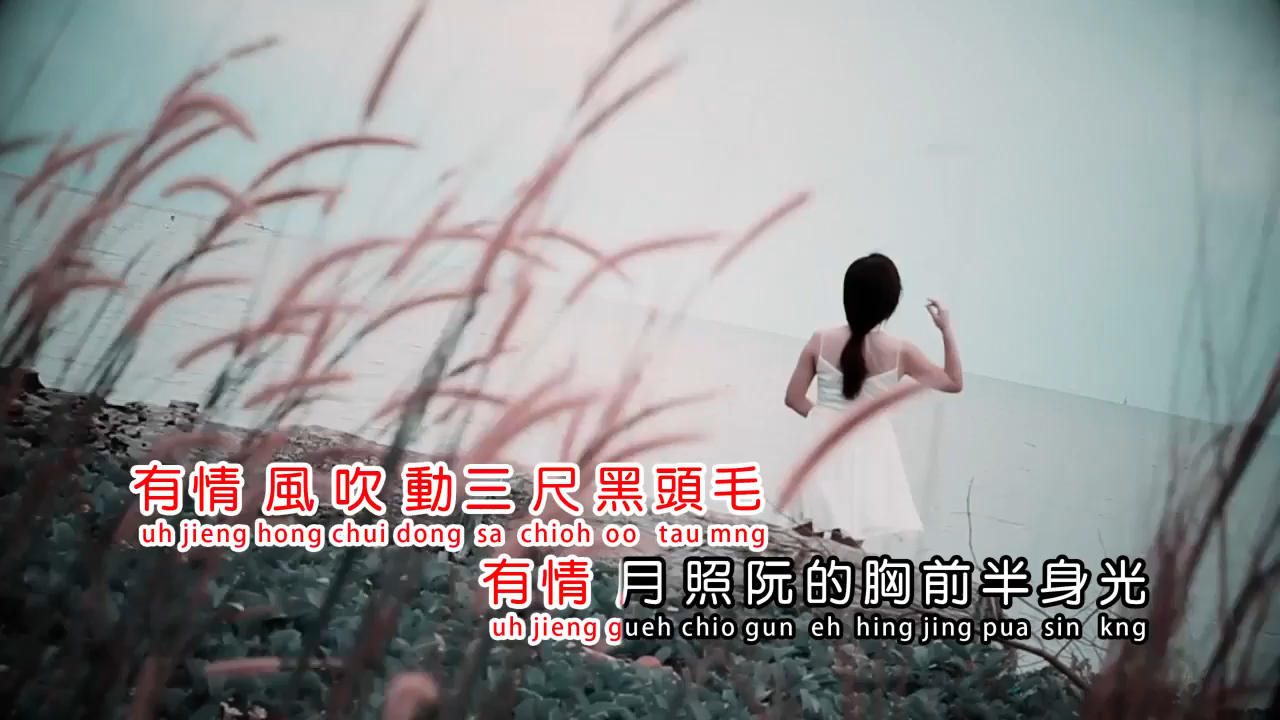 有情 風 吹 動三 尺黑頭毛
uh jieng hong chui dong sa chioh oo tau mng
有情 月 照 阮的胸前半身光
uh jieng gueh chio gun eh hing jing pua sin kng